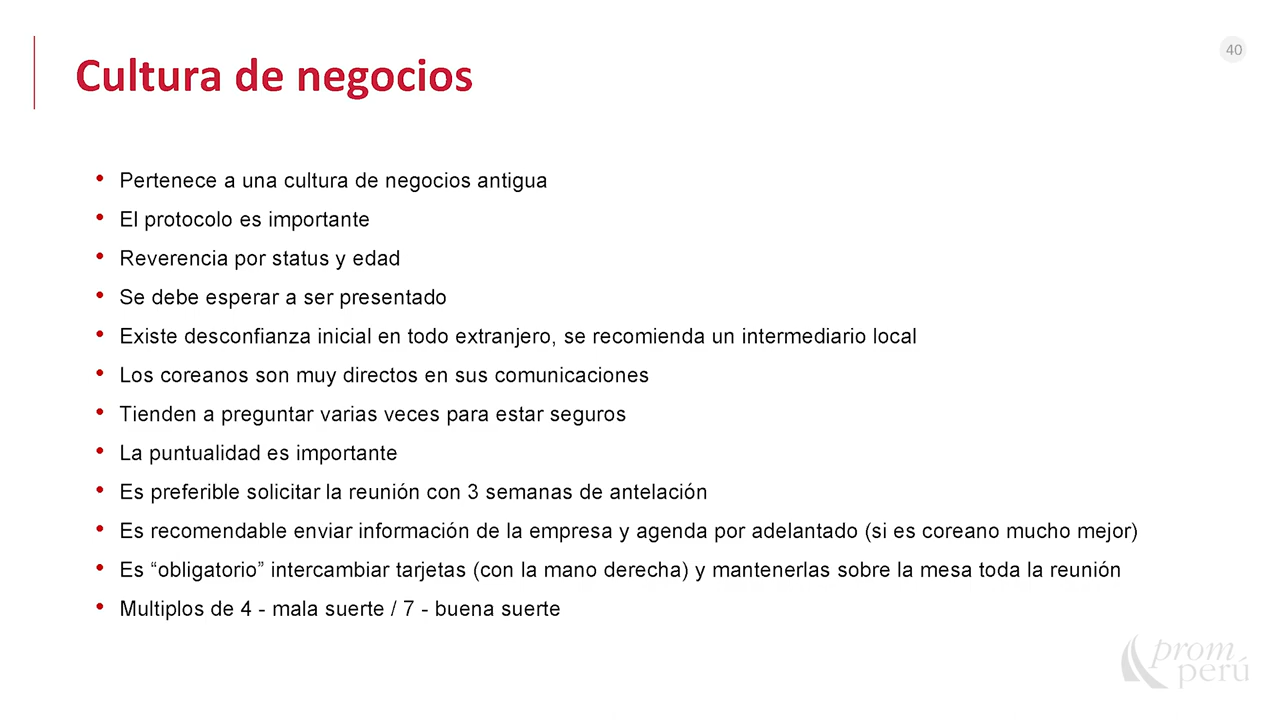 40
Cultura de negocios
• Pertenece a una cultura de negocios antigua
• El protocolo es importante
• Reverencia por status y edad
• Se debe esperar a ser presentado
• Existe desconfianza inicial en todo extranjero, se recomienda un intermediario local
• Los coreanos son muy directos en sus comunicaciones
• Tienden a preguntar varias veces para estar seguros
• La puntualidad es importante
• Es preferible solicitar la reunión con 3 semanas de antelación
• Es recomendable enviar información de la empresa y agenda por adelantado (si es coreano mucho mejor)
• Es “obligatorio” intercambiar tarjetas (con la mano derecha) y mantenerlas sobre la mesa toda la reunión
• Multiplos de 4 - mala suerte / 7 - buena suerte
prom
perú